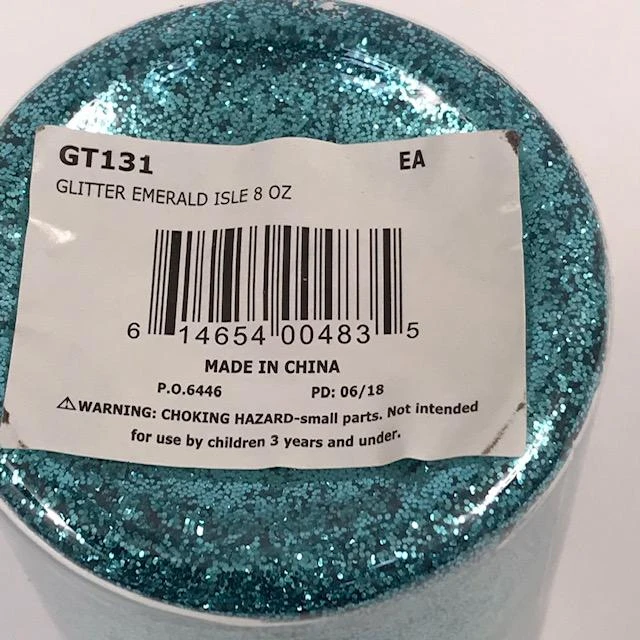 GT131 EA
GLITTER EMERALD ISLE 8 OZ
6 14654 00483 5
MADE IN CHINA
P.O.6446 PD: 06/18
⚠WARNING: CHOKING HAZARD-small parts. Not intended
for use by children 3 years and under.